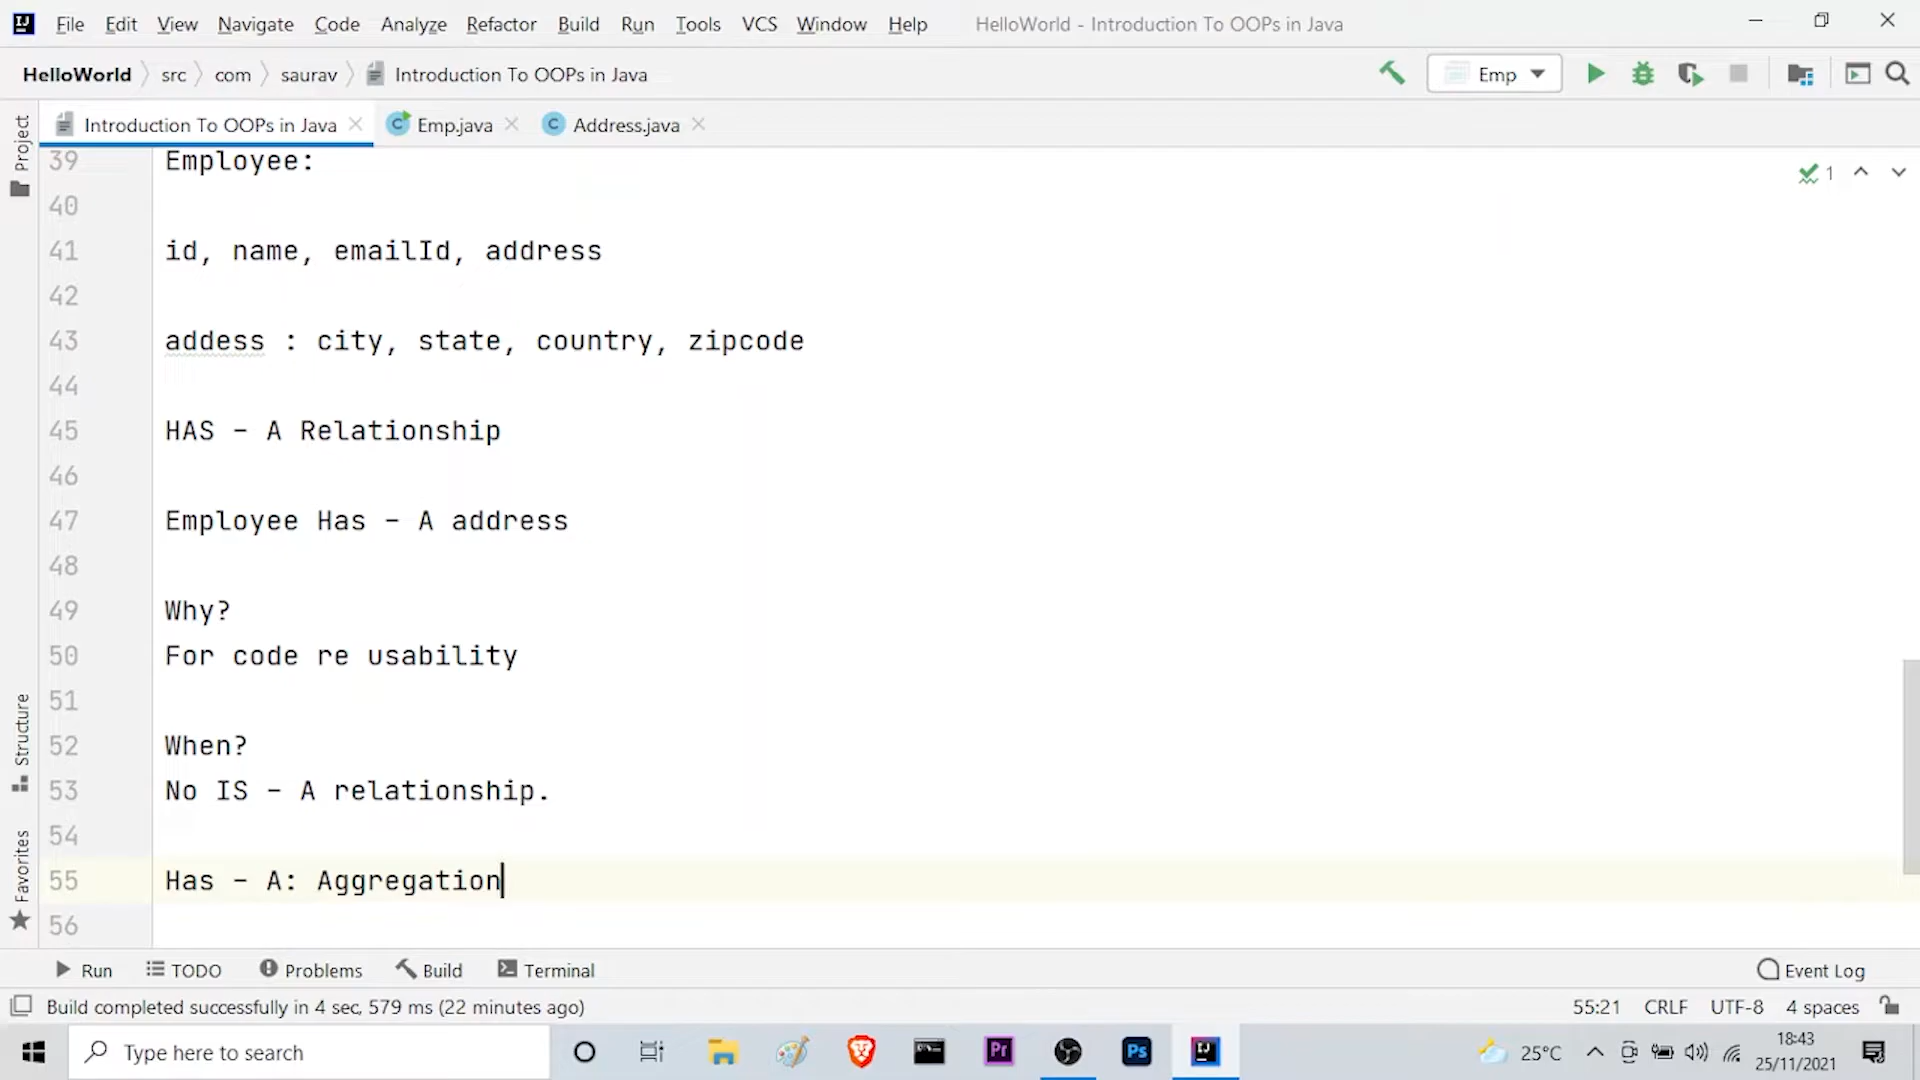 File Edit View Navigate Code Analyze Refactor Build Run Tools VCS Window Help HelloWorld - Introduction To OOPs in Java
HelloWorld src com saurav Introduction To OOPs in Java Emp
Introduction To OOPs in Java Emp.java Address.java
Project
Structure
Favorites
1
39 Employee:
40
41 id, name, emailId, address
42
43 addess : city, state, country, zipcode
44
45 HAS - A Relationship
46
47 Employee Has - A address
48
49 Why?
50 For code re usability
51
52 When?
53 No IS - A relationship.
54
55 Has - A: Aggregation
56
Run TODO Problems Build Terminal Event Log
Build completed successfully in 4 sec, 579 ms (22 minutes ago) 55:21 CRLF UTF-8 4 spaces
Type here to search Pr Ps IJ 25°C 18:43
25/11/2021